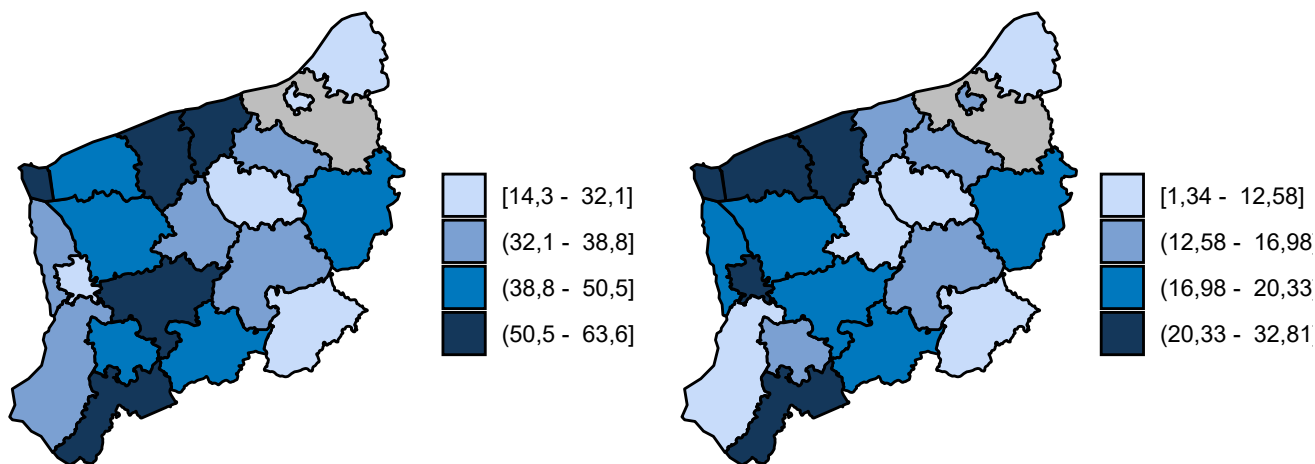 [14,3 - 32,1]
(32,1 - 38,8]
(38,8 - 50,5]
(50,5 - 63,6]
[1,34 - 12,58]
(12,58 - 16,98]
(16,98 - 20,33]
(20,33 - 32,81]